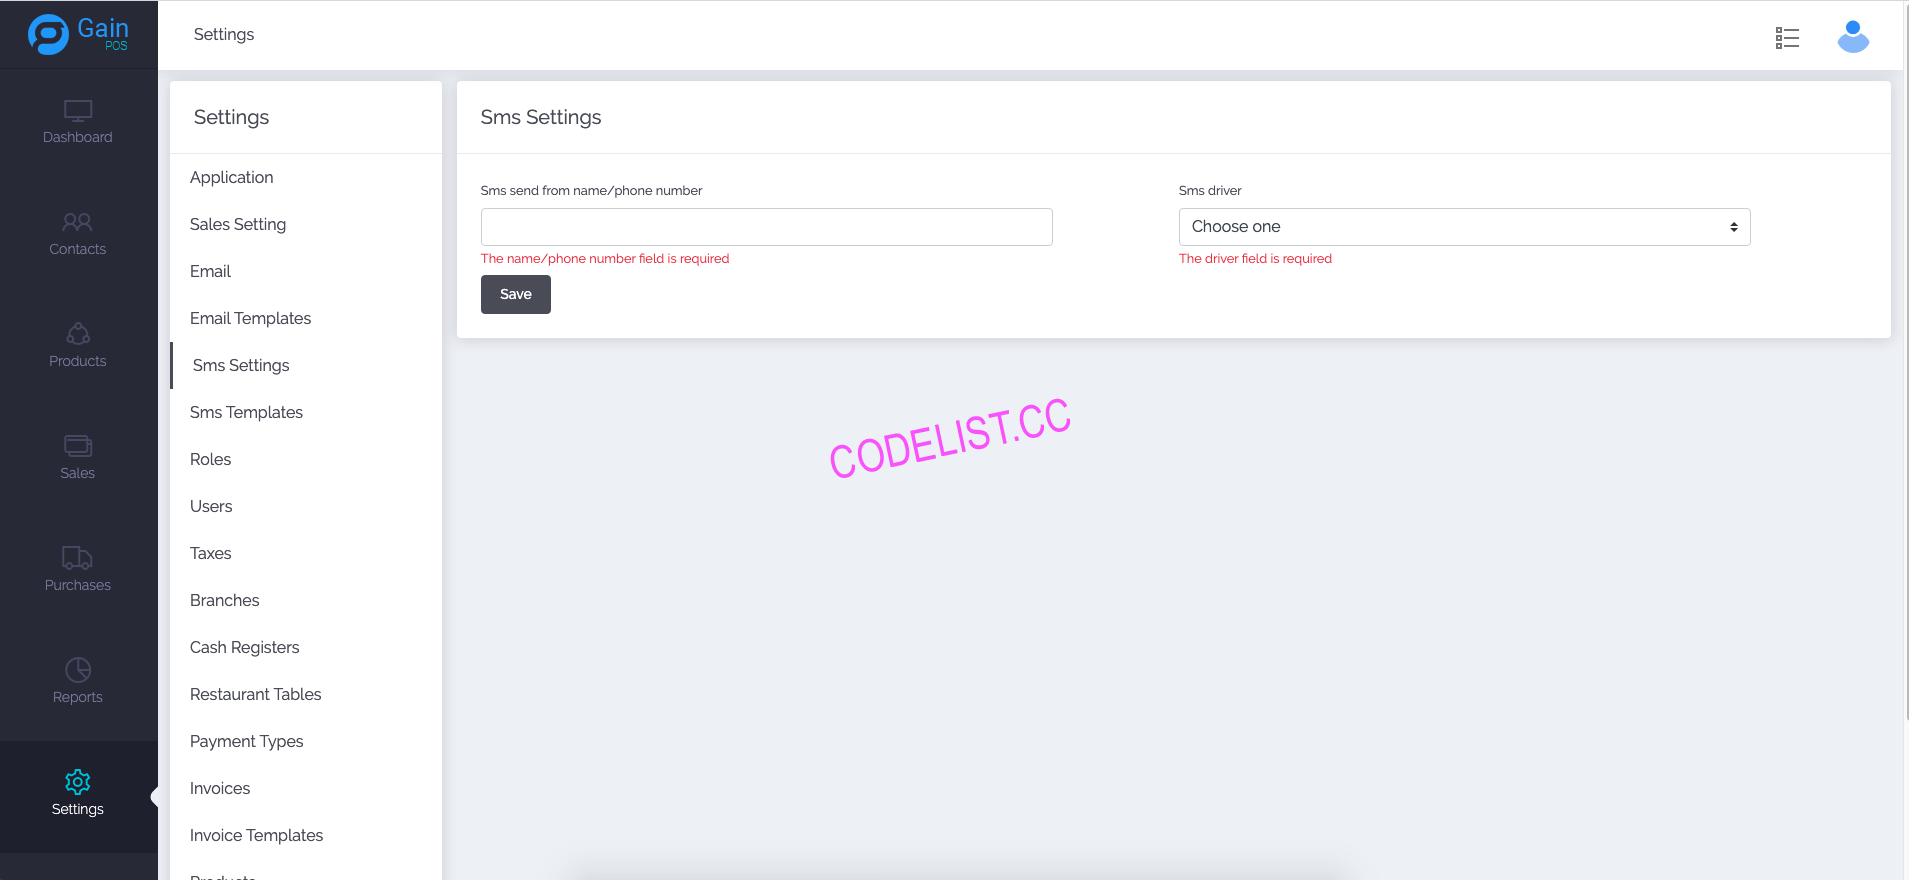 Gain
POS
Settings
Dashboard
Contacts
Products
Sales
Purchases
Reports
Settings
Settings
Application
Sales Setting
Email
Email Templates
Sms Settings
Sms Templates
Roles
Users
Taxes
Branches
Cash Registers
Restaurant Tables
Payment Types
Invoices
Invoice Templates
Products
Sms Settings
Sms send from name/phone number
The name/phone number field is required
Save
Sms driver
Choose one
The driver field is required
CODELIST.CC